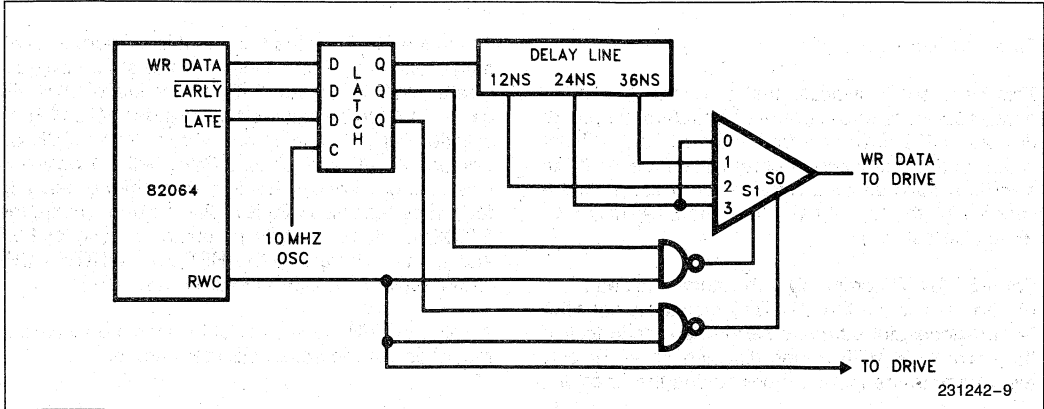 WR DATA
EARLY
LATE
82064
RWC
D
D
D
C
LATCH
Q
Q
Q
10 MHZ
OSC
DELAY LINE
12NS 24NS 36NS
0
1
2
3
S1
S0
WR DATA
TO DRIVE
TO DRIVE
231242-9